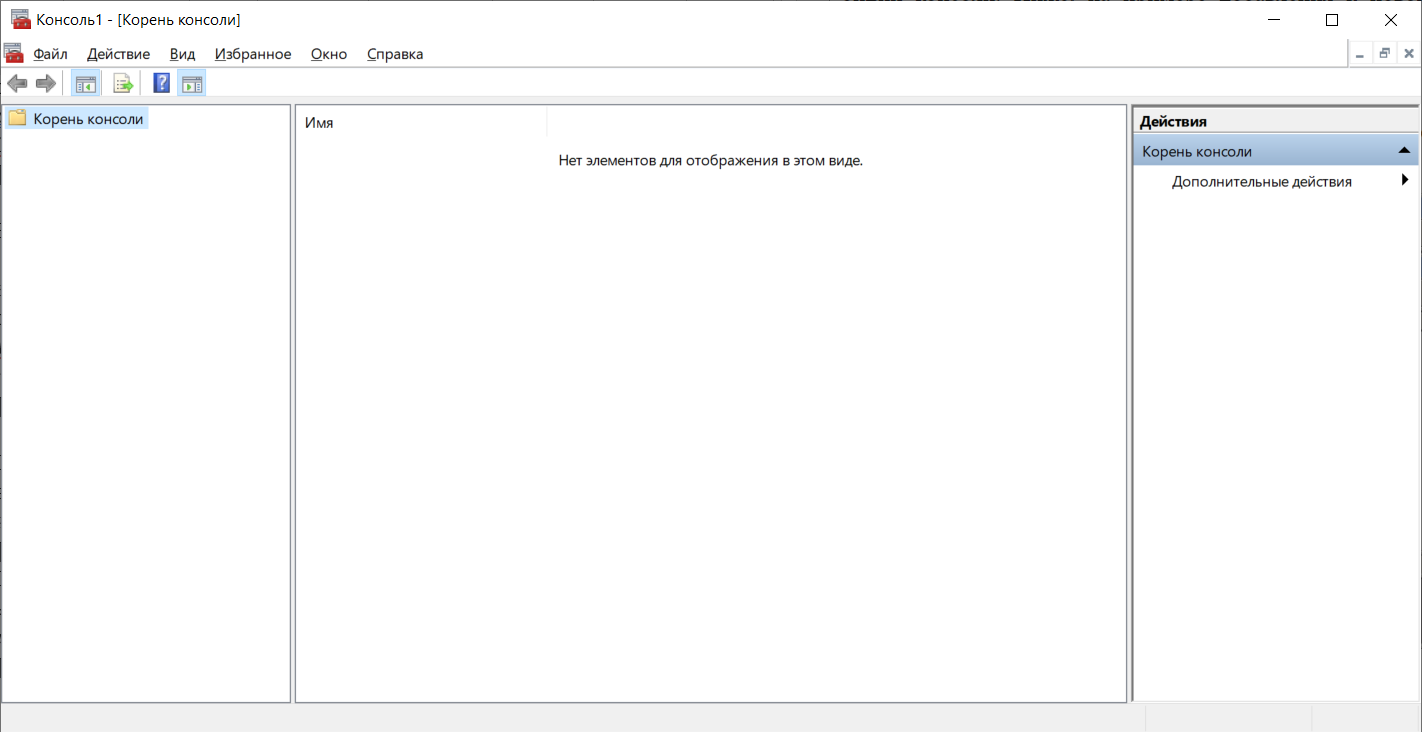 Консоль1 - [Корень консоли]
Файл Действие Вид Избранное Окно Справка
Корень консоли
Имя
Нет элементов для отображения в этом виде.
Действия
Корень консоли
Дополнительные действия